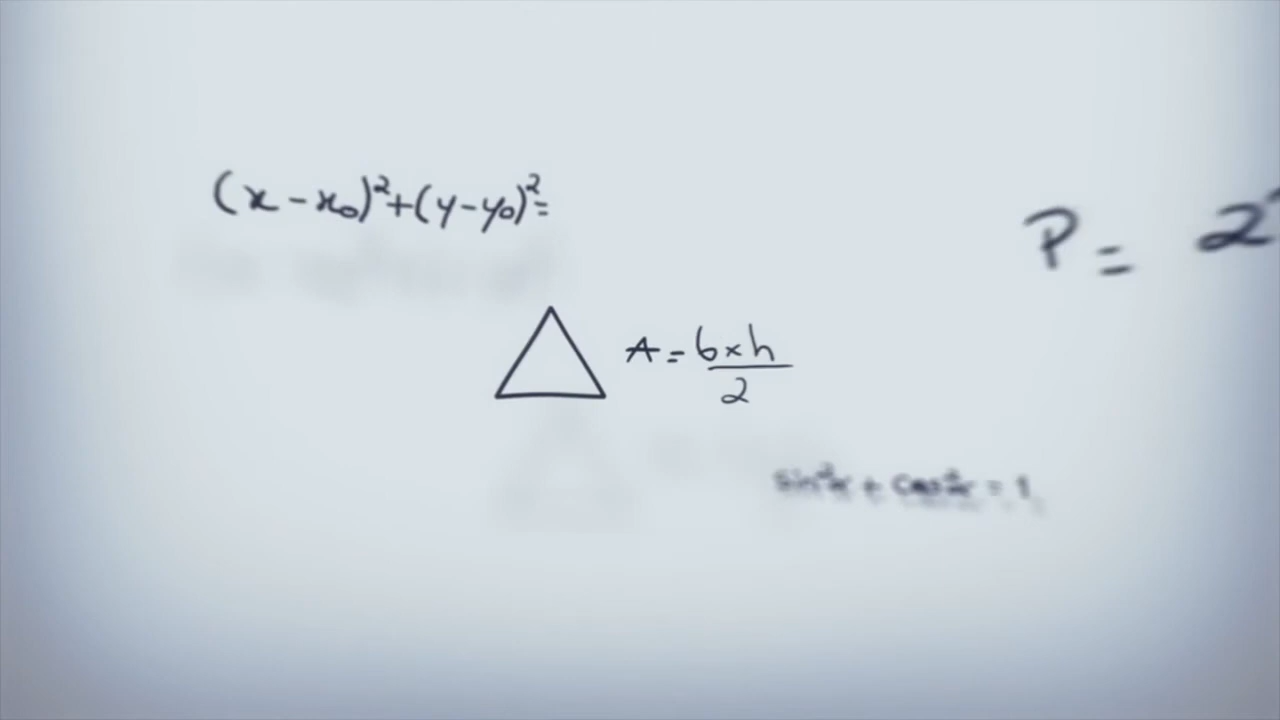 (x - x₀)² + (y - y₀)² =
P = 2
A = b × h / 2
sin²x + cos²x = 1